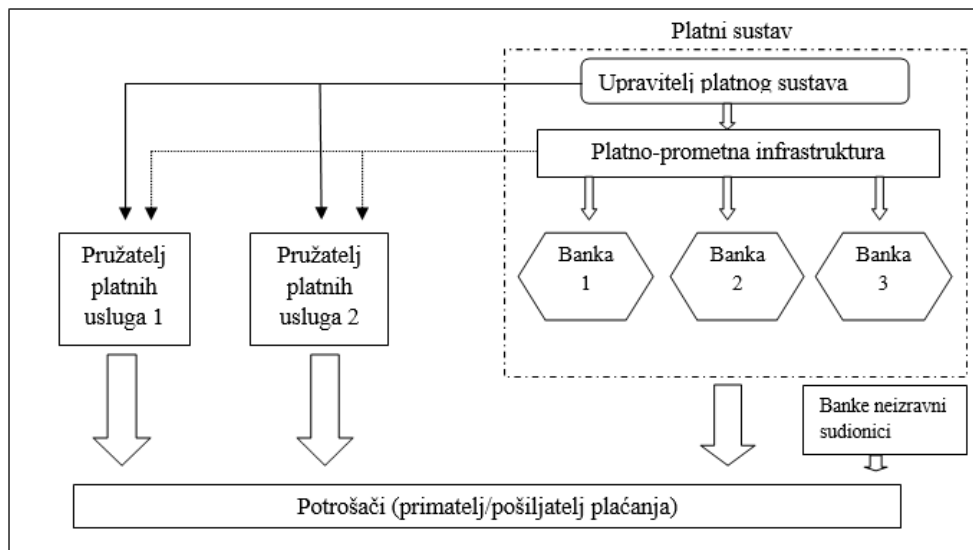 Platni sustav
Upravitelj platnog sustava
Platno-prometna infrastruktura
Pružatelj
platnih
usluga 1
Pružatelj
platnih
usluga 2
Banka
1
Banka
2
Banka
3
Banke neizravni
sudionici
Potrošači (primatelj/pošiljatelj plaćanja)